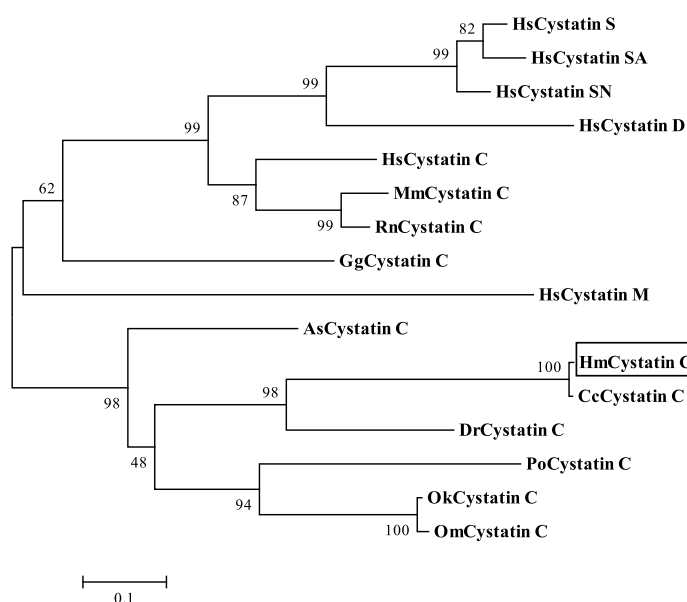 82
HsCystatin S
99
HsCystatin SA
99
HsCystatin SN
99
HsCystatin D
HsCystatin C
62
87
MmCystatin C
99
RnCystatin C
GgCystatin C
HsCystatin M
AsCystatin C
100
HmCystatin C
98
98
CcCystatin C
DrCystatin C
48
PoCystatin C
94
OkCystatin C
100
OmCystatin C
0.1